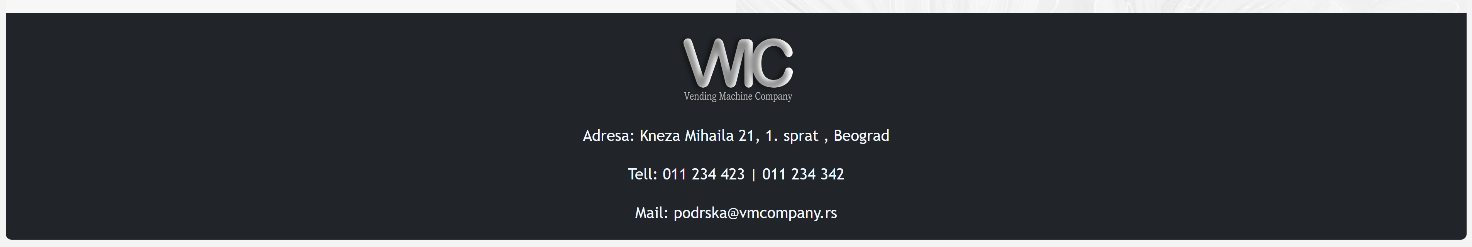 VMC
Vending Machine Company
Adresa: Kneza Mihaila 21, 1. sprat , Beograd
Tell: 011 234 423 | 011 234 342
Mail: podrska@vmcompany.rs